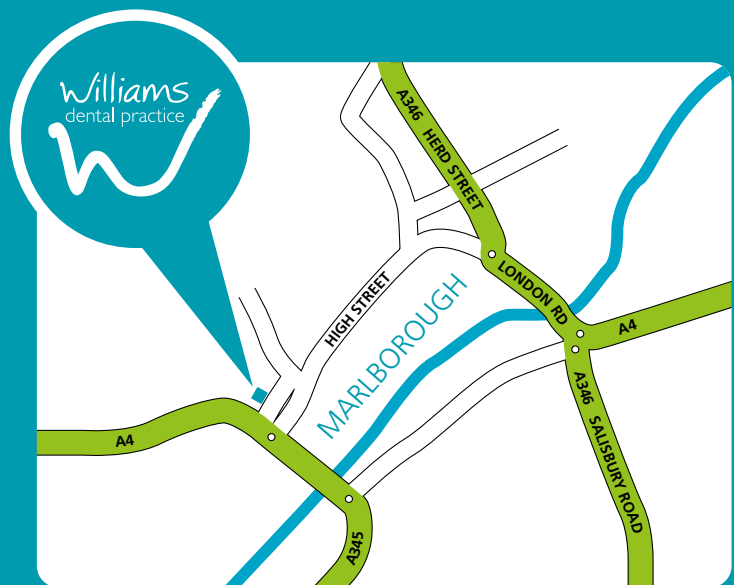 Williams
dental practice
A346 HERD STREET
LONDON RD
HIGH STREET
MARLBOROUGH
A4
A4
A346 SALISBURY ROAD
A345